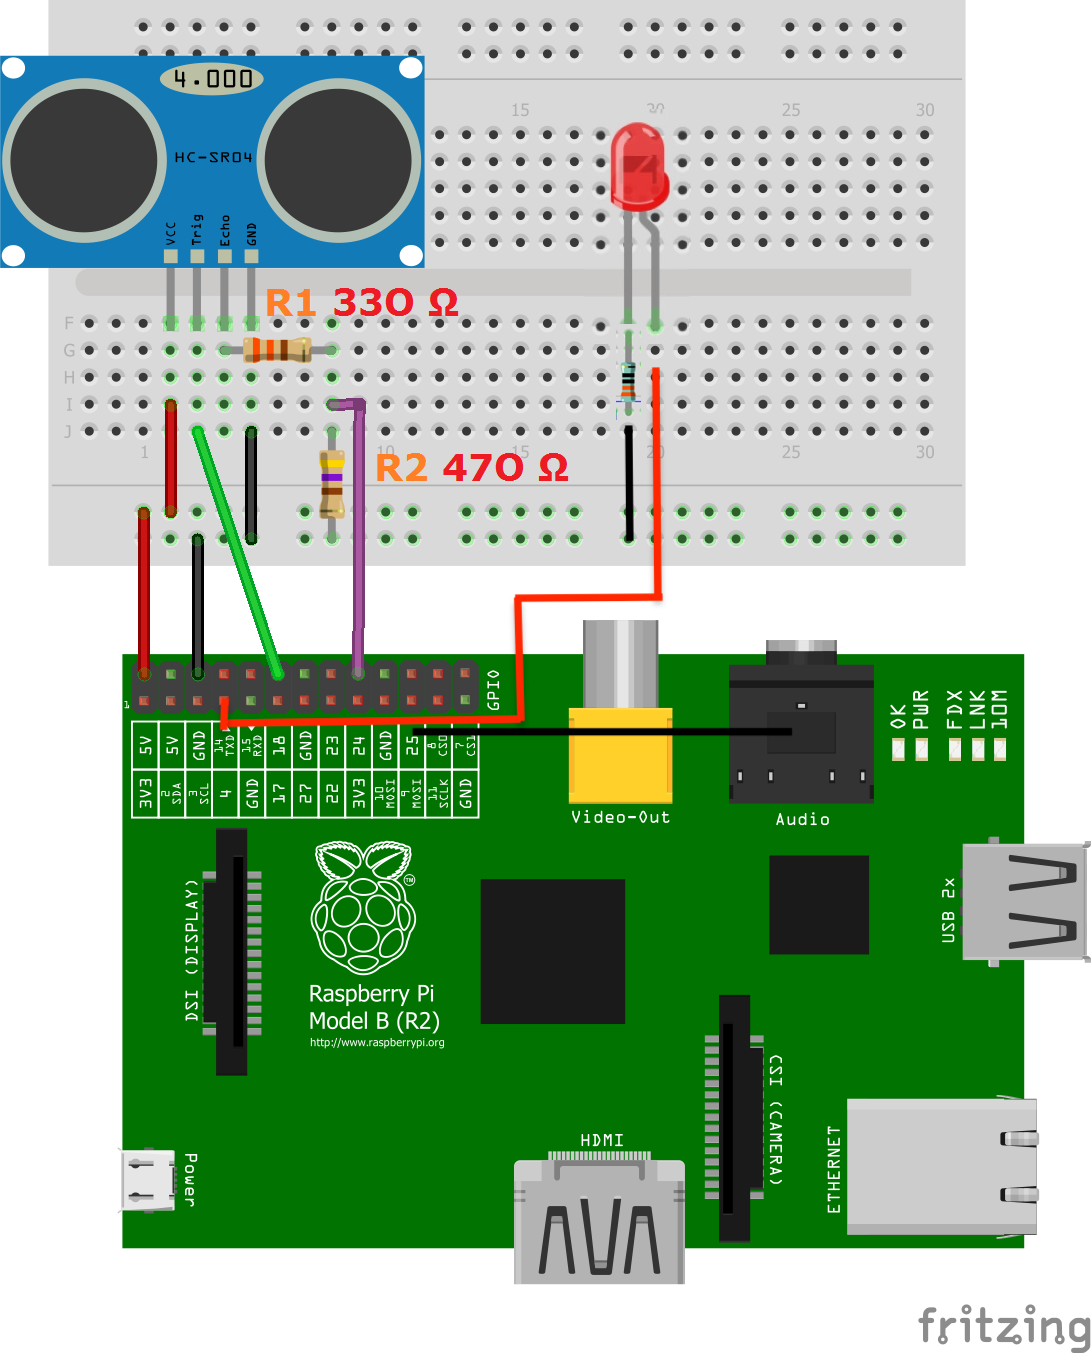 4.000
HC-SR04
VCC Trig Echo GND
15 20 25 30
R1 330 Ω
F
G
H
I
J
1 10 15 20 25 30
R2 470 Ω
GPIO
1
5V 5V GND 14 TXD 15 RXD 18 GND 23 24 GND 25 8 CS0 7 CS1
3V3 2 SDA 3 SCL 4 GND 17 27 22 3V3 10 MOSI 9 MOSI 11 SCLK GND
OK PWR FDX LNK 10M
Video-Out
Audio
DSI (DISPLAY)
TM
Raspberry Pi
Model B (R2)
http://www.raspberrypi.org
USB 2x
CSI (CAMERA)
Power
HDMI
ETHERNET
fritzing